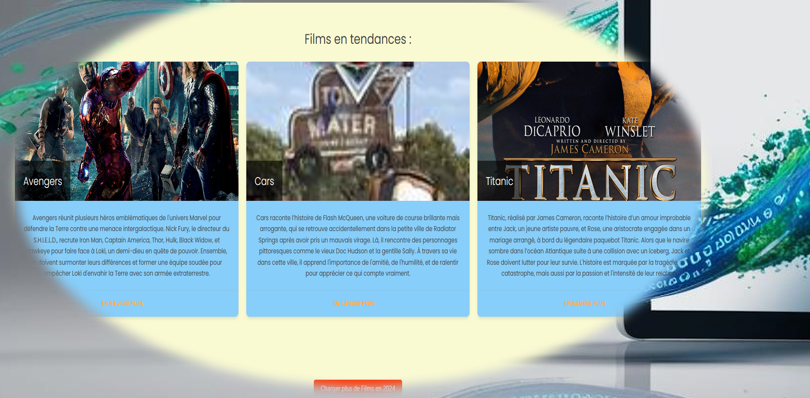 Films en tendances :
TOW
MATER
LEONARDO KATE
DICAPRIO WINSLET
WRITTEN AND DIRECTED BY
JAMES CAMERON
TITANIC
Avengers
Cars
Titanic
Avengers réunit plusieurs héros emblématiques de l'univers Marvel pour
défendre la Terre contre une menace intergalactique. Nick Fury, le directeur du
S.H.I.E.L.D., recrute Iron Man, Captain America, Thor, Hulk, Black Widow, et
pour faire face à Loki, un demi-dieu en quête de pouvoir. Ensemble,
surmonter leurs différences et former une équipe soudée pour
empêcher Loki d'envahir la Terre avec son armée extraterrestre.
Cars raconte l'histoire de Flash McQueen, une voiture de course brillante mais
arrogante, qui se retrouve accidentellement dans la petite ville de Radiator
Springs après avoir pris un mauvais virage. Là, il rencontre des personnages
pittoresques comme le vieux Doc Hudson et la gentille Sally. À travers sa vie
dans cette ville, il apprend l'importance de l'amitié, de l'humilité, et de ralentir
pour apprécier ce qui compte vraiment.
Titanic, réalisé par James Cameron, raconte l'histoire d'un amour improbable
entre Jack, un jeune artiste pauvre, et Rose, une aristocrate engagée dans un
mariage arrangé, à bord du légendaire paquebot Titanic. Alors que le navire
sombre dans l'océan Atlantique suite à une collision avec un iceberg, Jack et
Rose doivent lutter pour leur survie. L'histoire est marquée par la tragédie
catastrophe, mais aussi par la passion et l'intensité de leur
Charger plus de Films en 2024